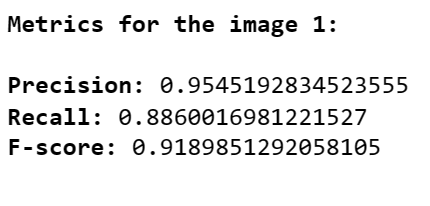 Metrics for the image 1:
Precision: 0.9545192834523555
Recall: 0.8860016981221527
F-score: 0.9189851292058105